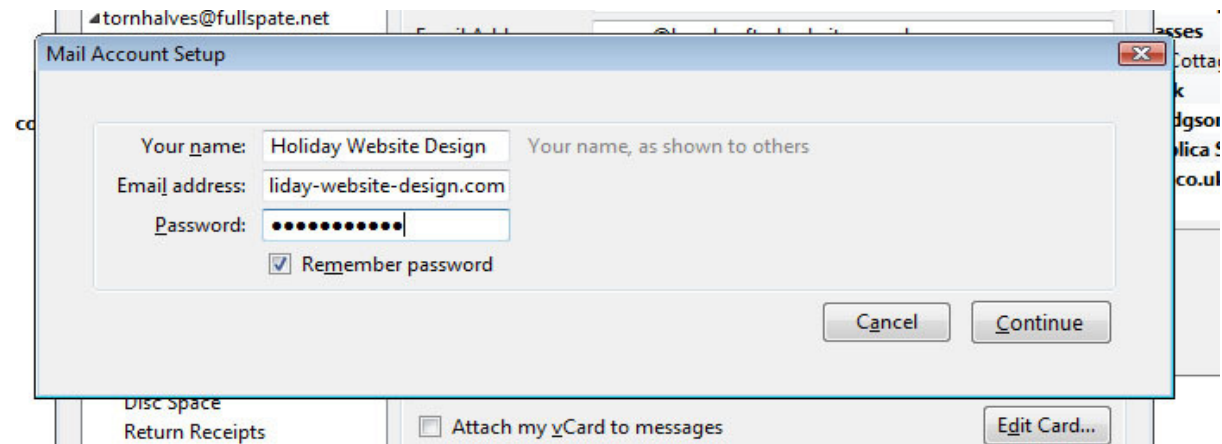 tornhalves@fullspate.net
Mail Account Setup
Your name: Holiday Website Design Your name, as shown to others
Email address: liday-website-design.com
Password: •••••••••••
Remember password
Cancel Continue
Disc Space
Return Receipts
Attach my vCard to messages Edit Card...